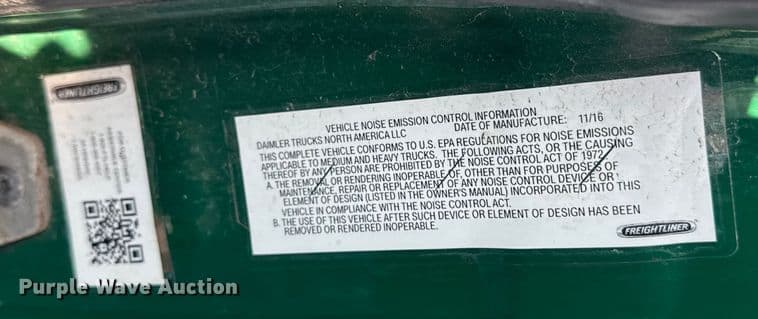 FREIGHTLINER
VEHICLE NOISE EMISSION CONTROL INFORMATION
DAIMLER TRUCKS NORTH AMERICA LLC DATE OF MANUFACTURE: 11/16
THIS COMPLETE VEHICLE CONFORMS TO U.S. EPA REGULATIONS FOR NOISE EMISSIONS
APPLICABLE TO MEDIUM AND HEAVY TRUCKS. THE FOLLOWING ACTS, OR THE CAUSING
THEREOF BY ANY PERSON ARE PROHIBITED BY THE NOISE CONTROL ACT OF 1972
A. THE REMOVAL OR RENDERING INOPERABLE OF, OTHER THAN FOR PURPOSES OF
MAINTENANCE, REPAIR OR REPLACEMENT OF ANY NOISE CONTROL DEVICE OR
ELEMENT OF DESIGN (LISTED IN THE OWNER'S MANUAL) INCORPORATED INTO THIS
VEHICLE IN COMPLIANCE WITH THE NOISE CONTROL ACT.
B. THE USE OF THIS VEHICLE AFTER SUCH DEVICE OR ELEMENT OF DESIGN HAS BEEN
REMOVED OR RENDERED INOPERABLE.
FREIGHTLINER
Purple Wave Auction